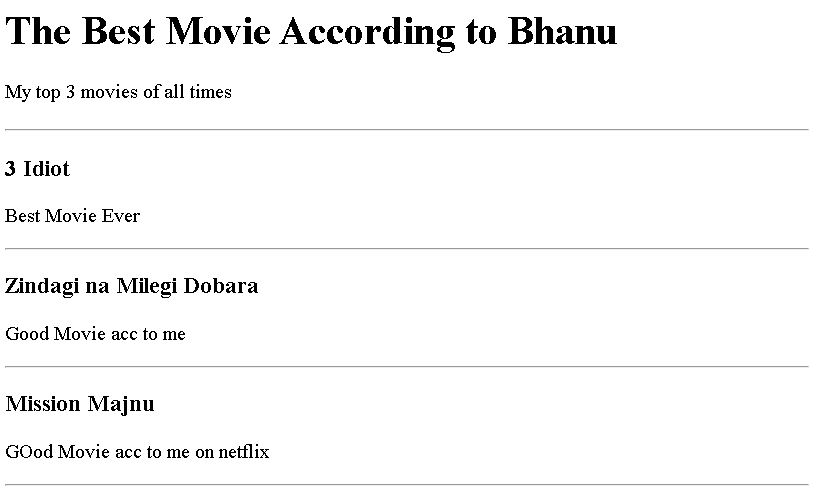 The Best Movie According to Bhanu
My top 3 movies of all times
3 Idiot
Best Movie Ever
Zindagi na Milegi Dobara
Good Movie acc to me
Mission Majnu
GOod Movie acc to me on netflix